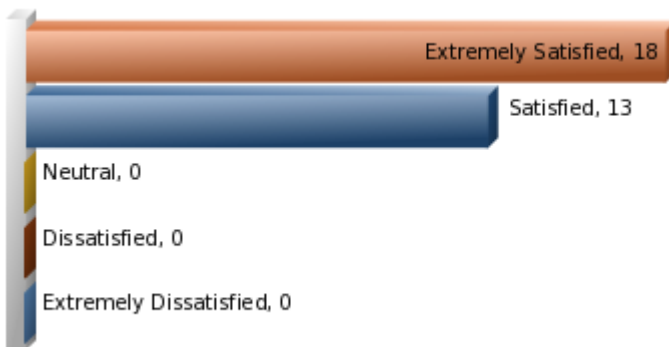 Extremely Satisfied, 18
Satisfied, 13
Neutral, 0
Dissatisfied, 0
Extremely Dissatisfied, 0